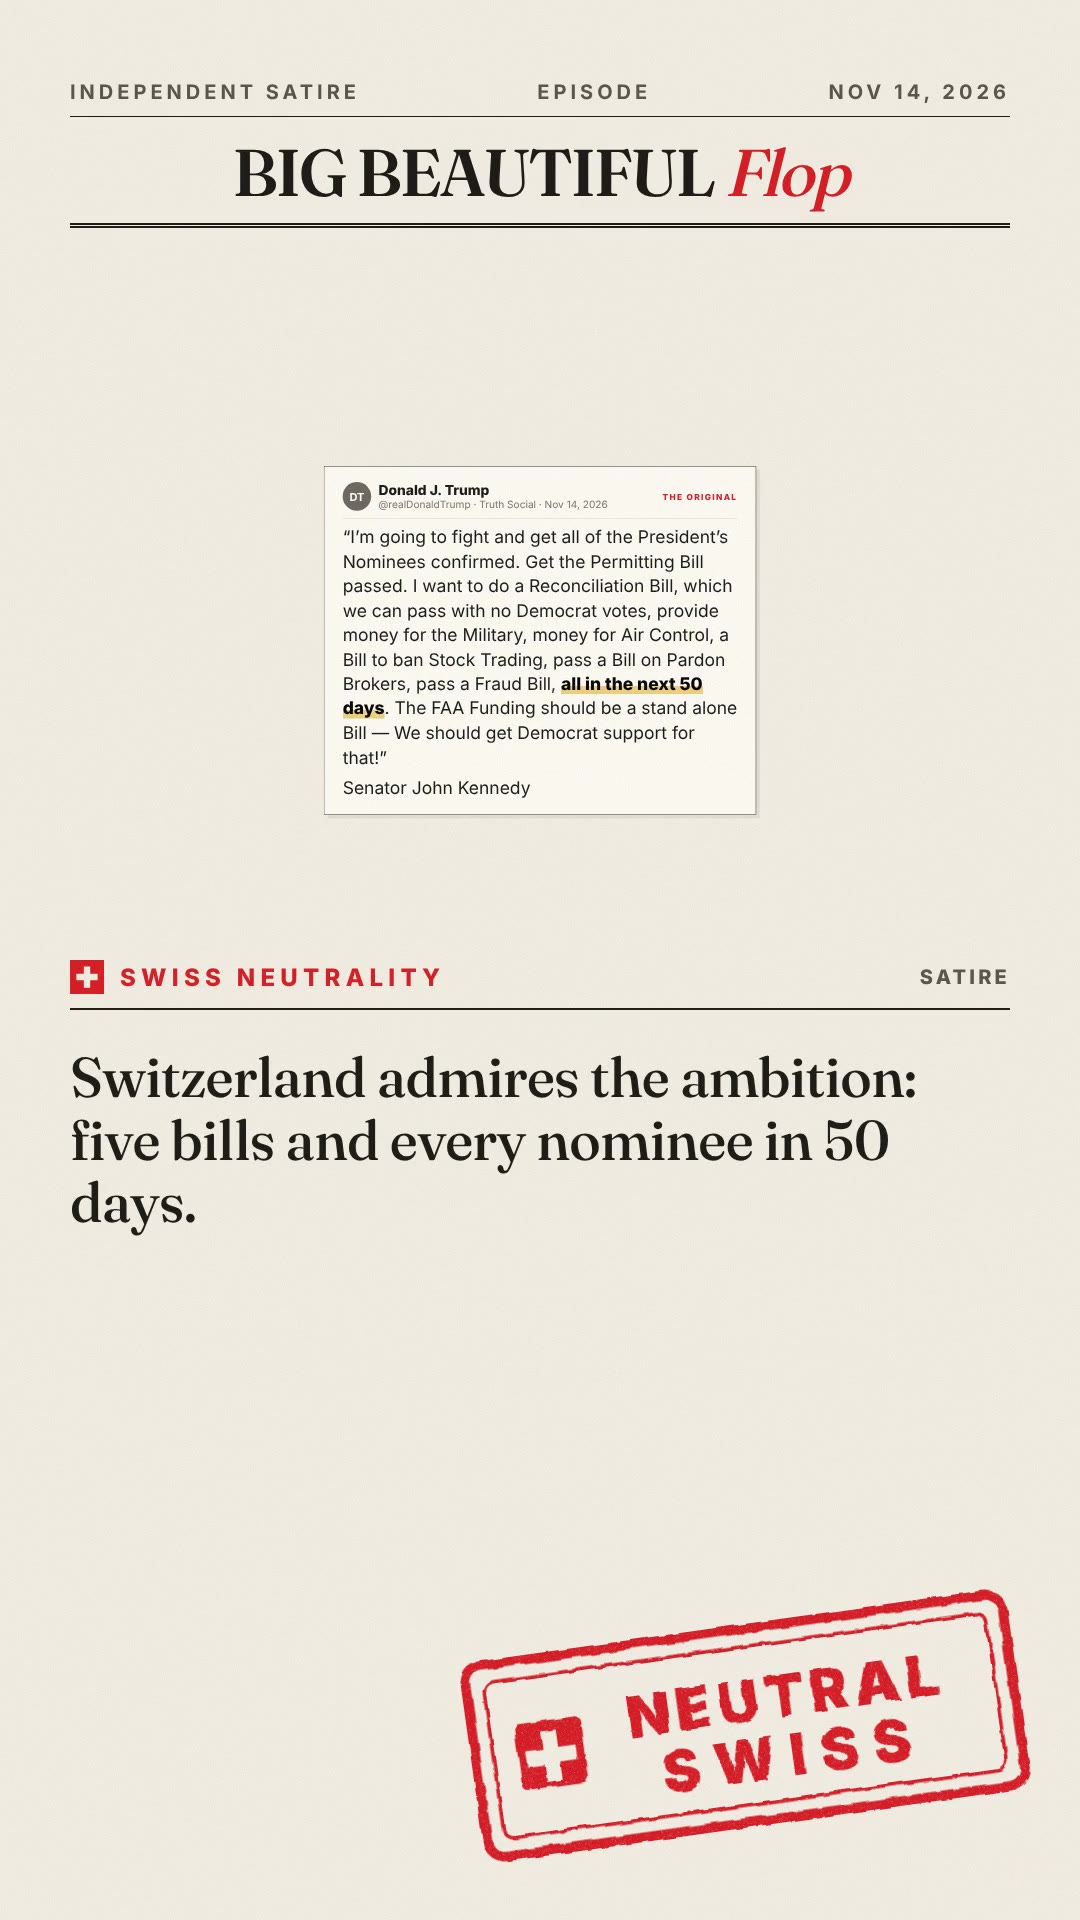 INDEPENDENT SATIRE
EPISODE
NOV 14, 2026
BIG BEAUTIFUL Flop
DT
Donald J. Trump
@realDonaldTrump · Truth Social · Nov 14, 2026
THE ORIGINAL
“I’m going to fight and get all of the President’s
Nominees confirmed. Get the Permitting Bill
passed. I want to do a Reconciliation Bill, which
we can pass with no Democrat votes, provide
money for the Military, money for Air Control, a
Bill to ban Stock Trading, pass a Bill on Pardon
Brokers, pass a Fraud Bill, all in the next 50
days. The FAA Funding should be a stand alone
Bill — We should get Democrat support for
that!”
Senator John Kennedy
SWISS NEUTRALITY
SATIRE
Switzerland admires the ambition:
five bills and every nominee in 50
days.
NEUTRAL
SWISS